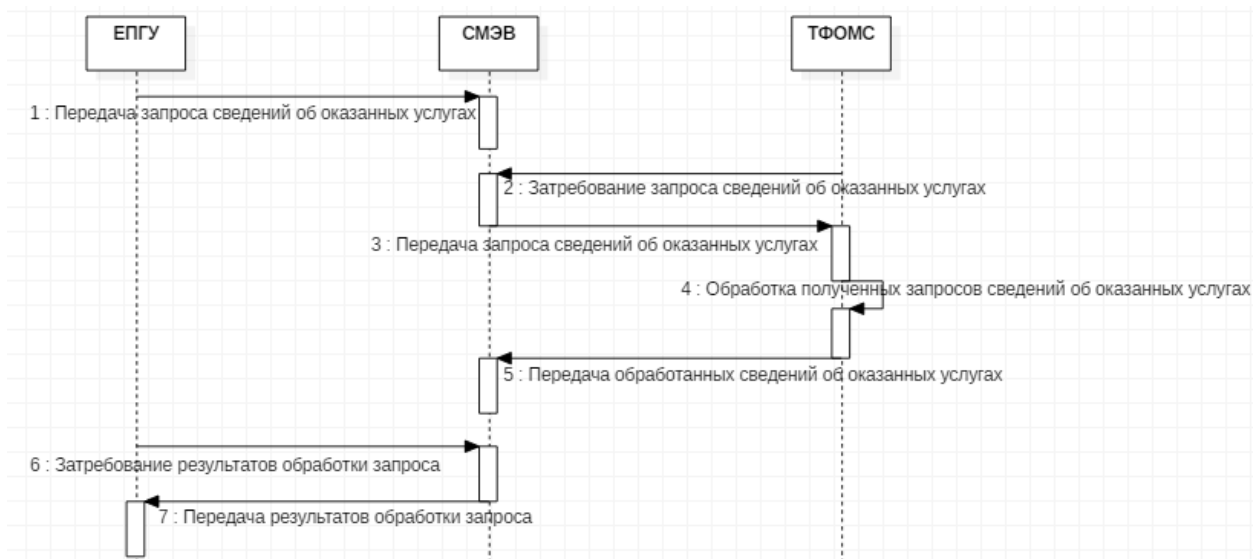 ЕПГУ
СМЭВ
ТФОМС
1 : Передача запроса сведений об оказанных услугах
2 : Затребование запроса сведений об оказанных услугах
3 : Передача запроса сведений об оказанных услугах
4 : Обработка полученных запросов сведений об оказанных услугах
5 : Передача обработанных сведений об оказанных услугах
6 : Затребование результатов обработки запроса
7 : Передача результатов обработки запроса